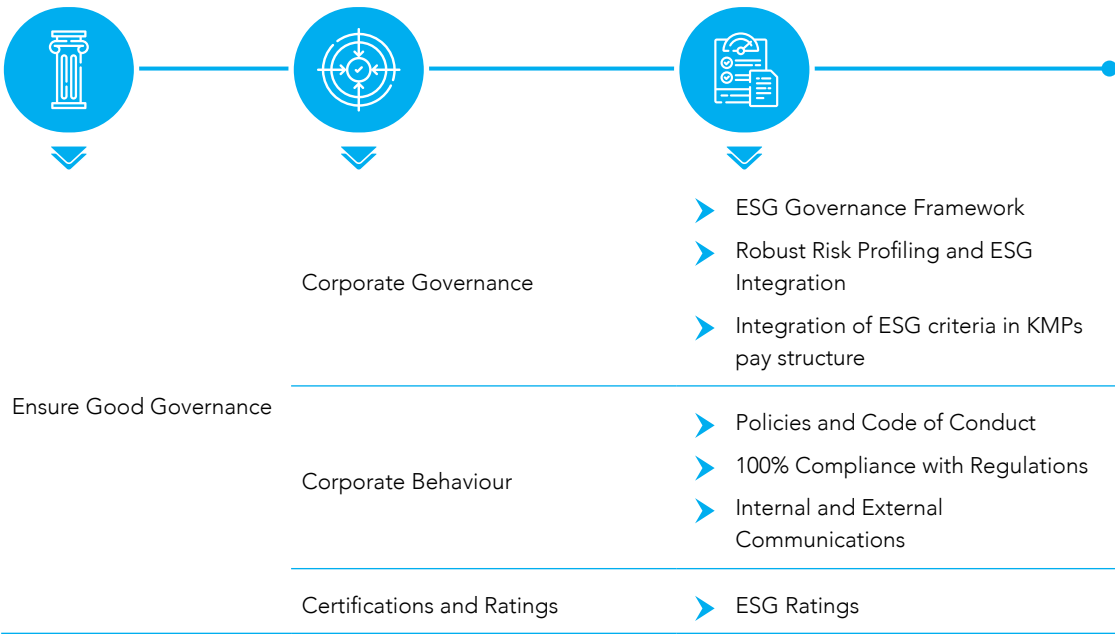 Ensure Good Governance
Corporate Governance
ESG Governance Framework
Robust Risk Profiling and ESG
Integration
Integration of ESG criteria in KMPs
pay structure
Corporate Behaviour
Policies and Code of Conduct
100% Compliance with Regulations
Internal and External
Communications
Certifications and Ratings
ESG Ratings